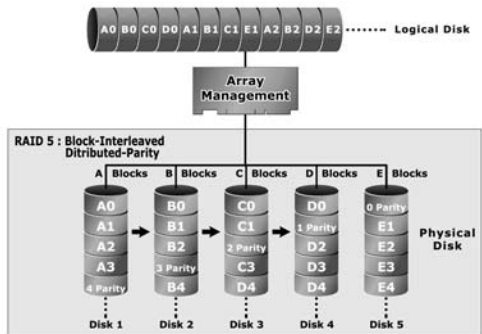 A0 B0 C0 D0 A1 B1 C1 E1 A2 B2 D2 E2 Logical Disk
Array
Management
RAID 5 : Block-Interleaved
Ditributed-Parity
A Blocks B Blocks C Blocks D Blocks E Blocks
A0 B0 C0 D0 0 Parity
A1 B1 C1 1 Parity E1
A2 B2 2 Parity D2 E2
A3 3 Parity C3 D3 E3
4 Parity B4 D4 D4 E4
Physical
Disk
Disk 1 Disk 2 Disk 3 Disk 4 Disk 5